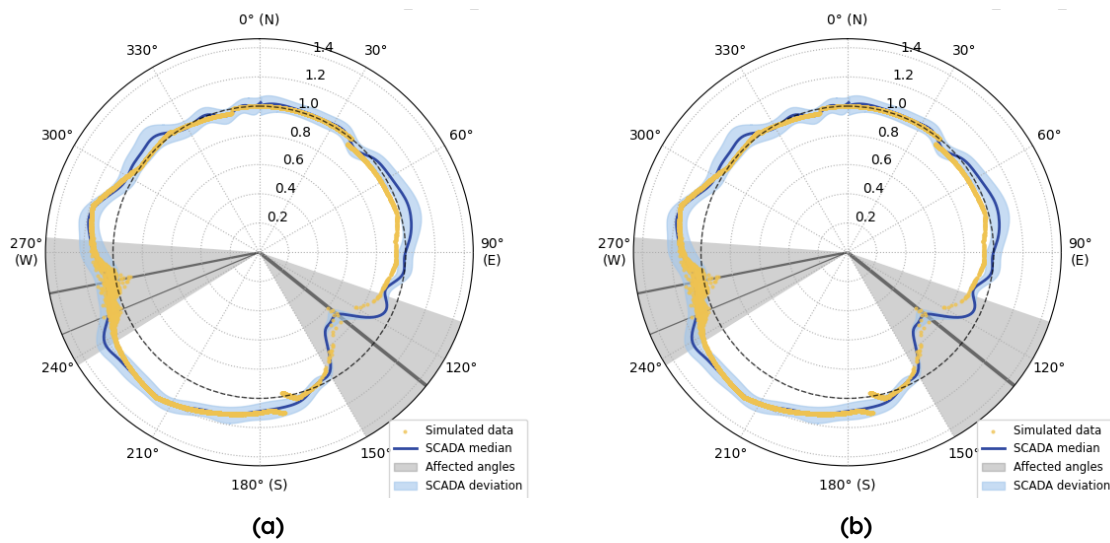 0° (N)
330°
30°
1.4
1.2
1.0
300°
60°
0.8
0.6
0.4
0.2
270°
(W)
90°
(E)
240°
120°
210°
150°
180° (S)
Simulated data
SCADA median
Affected angles
SCADA deviation
(a)
0° (N)
330°
30°
1.4
1.2
1.0
300°
60°
0.8
0.6
0.4
0.2
270°
(W)
90°
(E)
240°
120°
210°
150°
180° (S)
Simulated data
SCADA median
Affected angles
SCADA deviation
(b)